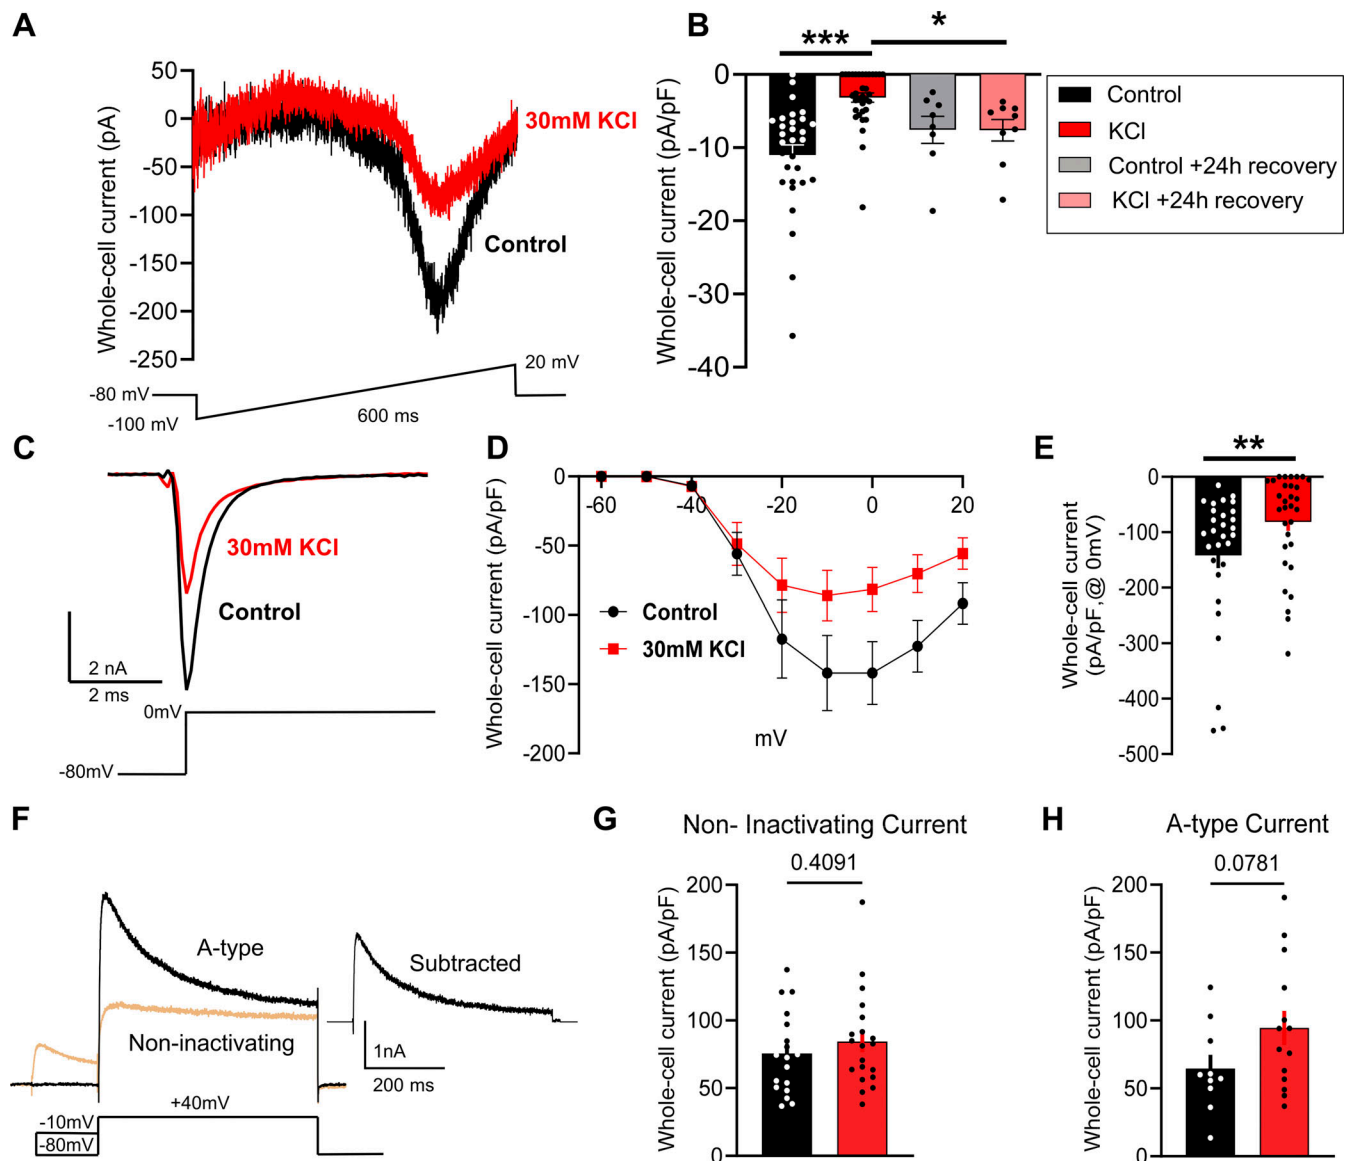 A
Whole-cell current (pA)
50
0
-50
-100
-150
-200
-250
30mM KCl
Control
-80 mV
-100 mV
600 ms
20 mV
B
***
*
Whole-cell current (pA/pF)
0
-10
-20
-30
-40
Control
KCl
Control +24h recovery
KCl +24h recovery
C
30mM KCl
Control
2 nA
2 ms
0mV
-80mV
D
Whole-cell current (pA/pF)
0
-50
-100
-150
-200
-60
-40
-20
0
20
Control
30mM KCl
mV
E
**
Whole-cell current
(pA/pF,@ 0mV)
0
-100
-200
-300
-400
-500
F
A-type
Non-inactivating
Subtracted
1nA
200 ms
+40mV
-10mV
-80mV
G
Non- Inactivating Current
0.4091
Whole-cell current (pA/pF)
200
150
100
50
0
H
A-type Current
0.0781
Whole-cell current (pA/pF)
200
150
100
50
0